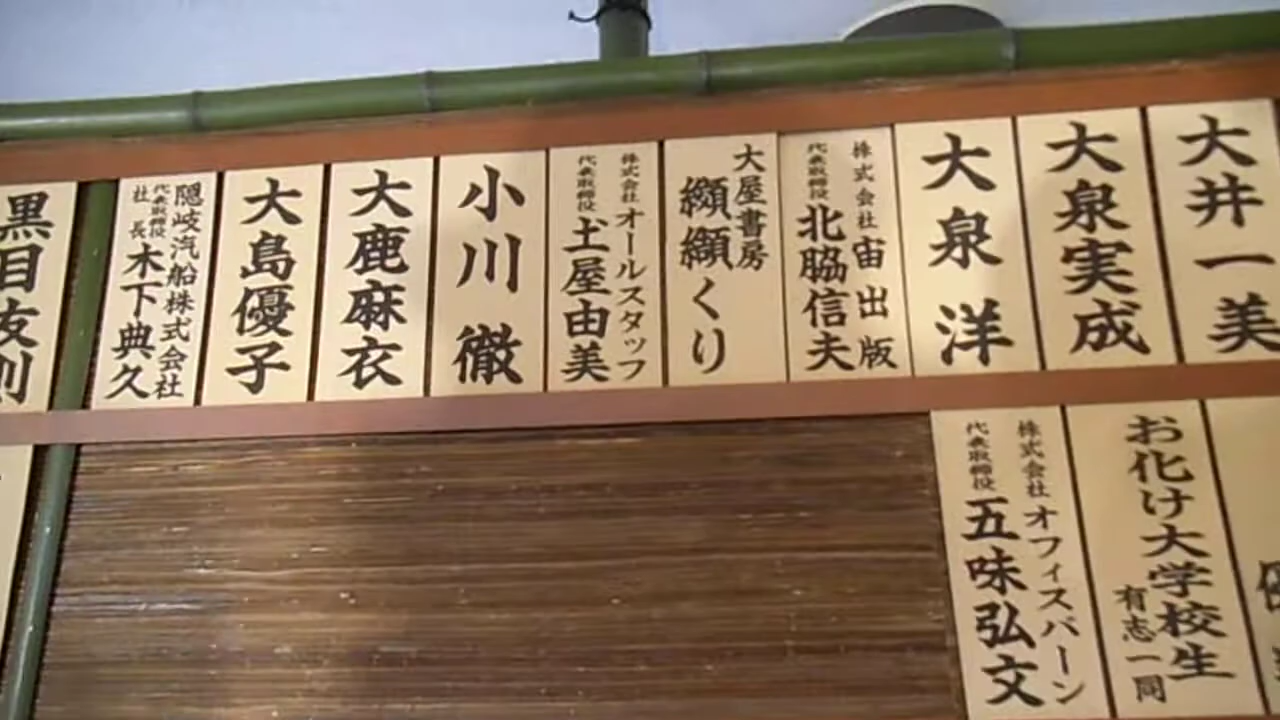 大井一美
大泉実成
大泉洋
株式会社宙出版
代表取締役北脇信夫
大屋書房
纐纈くり
株式会社オールスタッフ
代表取締役土屋由美
小川徹
大鹿麻衣
大島優子
隠岐汽船株式会社
代表取締役
社長木下典久
黒目友則
お化け大学校生
有志一同
株式会社オフィスバーン
代表取締役五味弘文